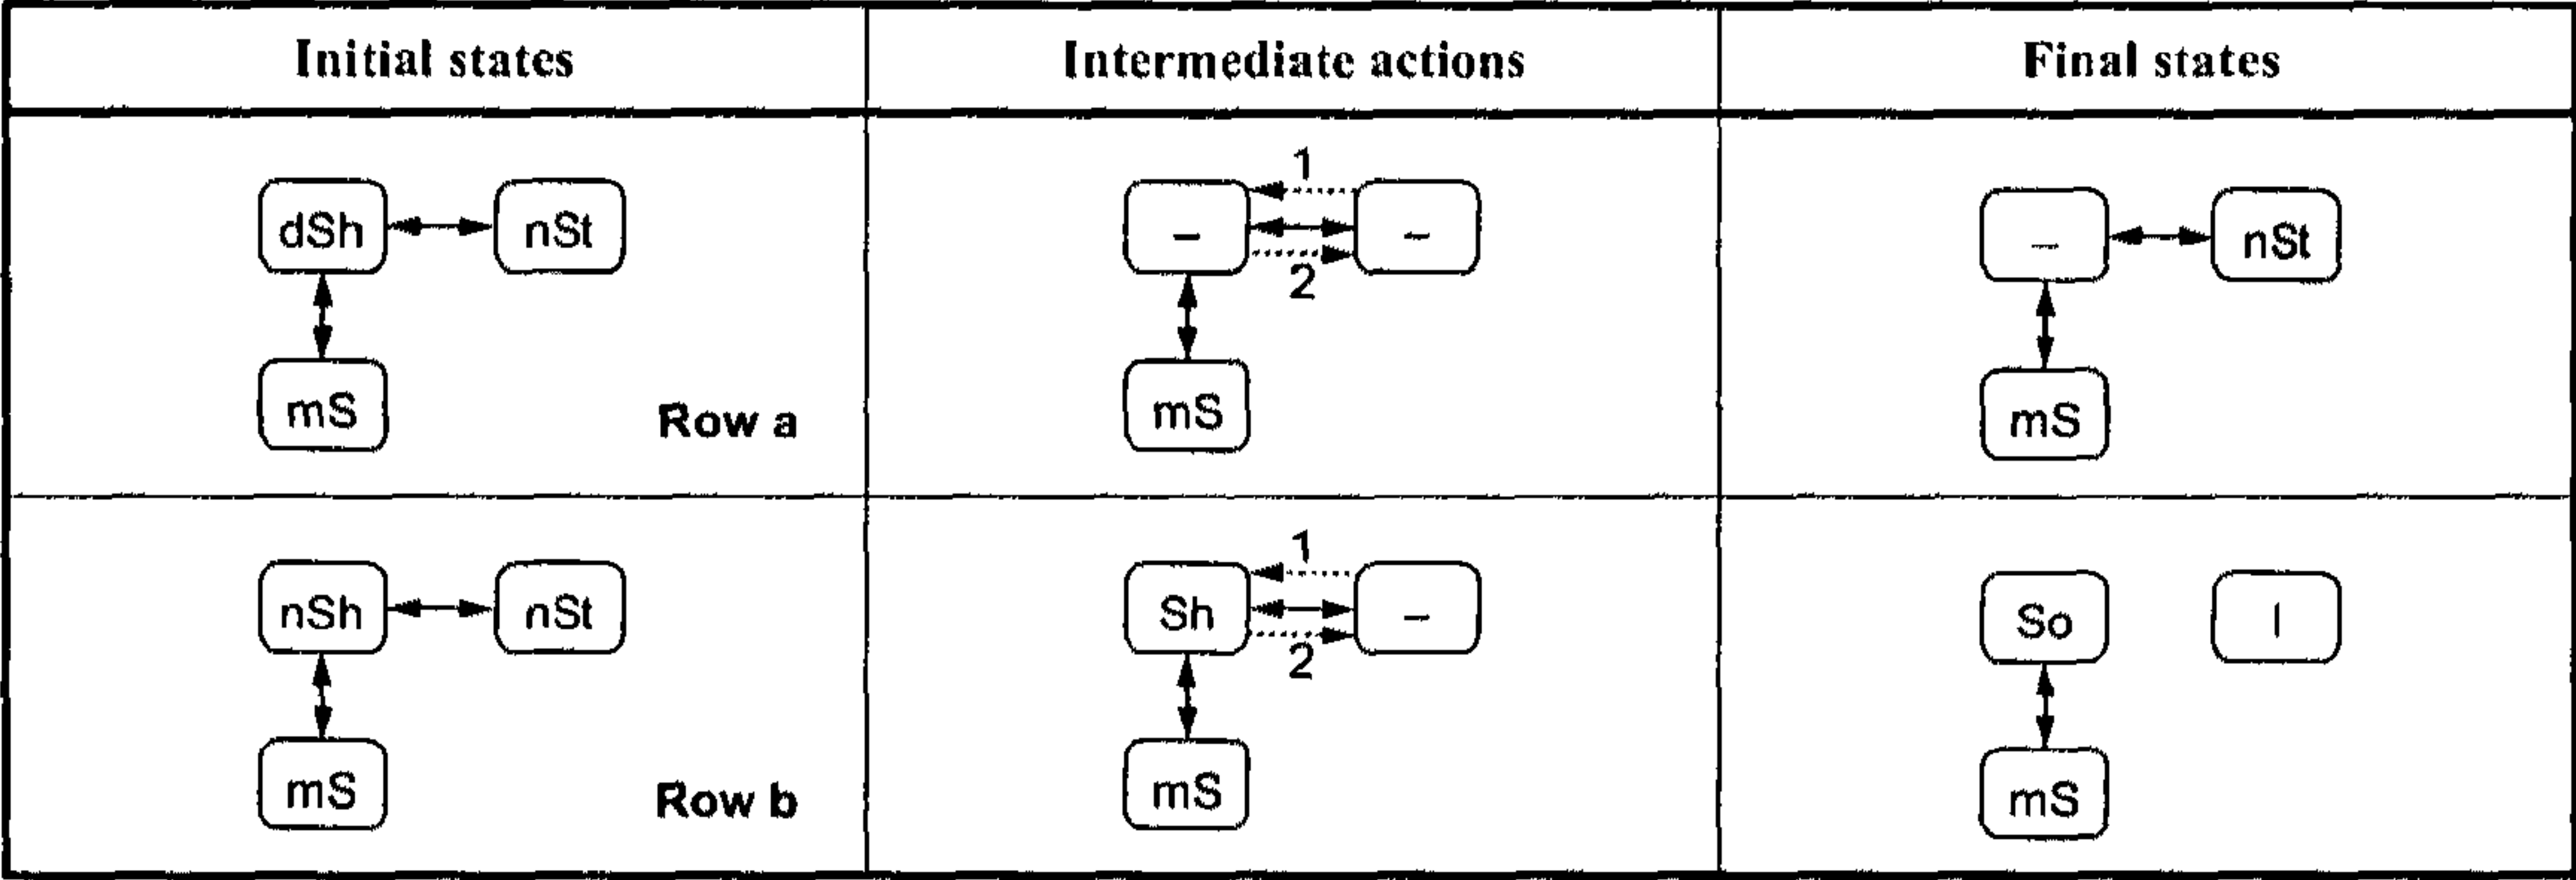 Initial states Intermediate actions Final states
1
dSh nSt – – – nSt
2
mS mS mS
Row a
1
nSh nSt Sh – So I
2
mS mS mS
Row b